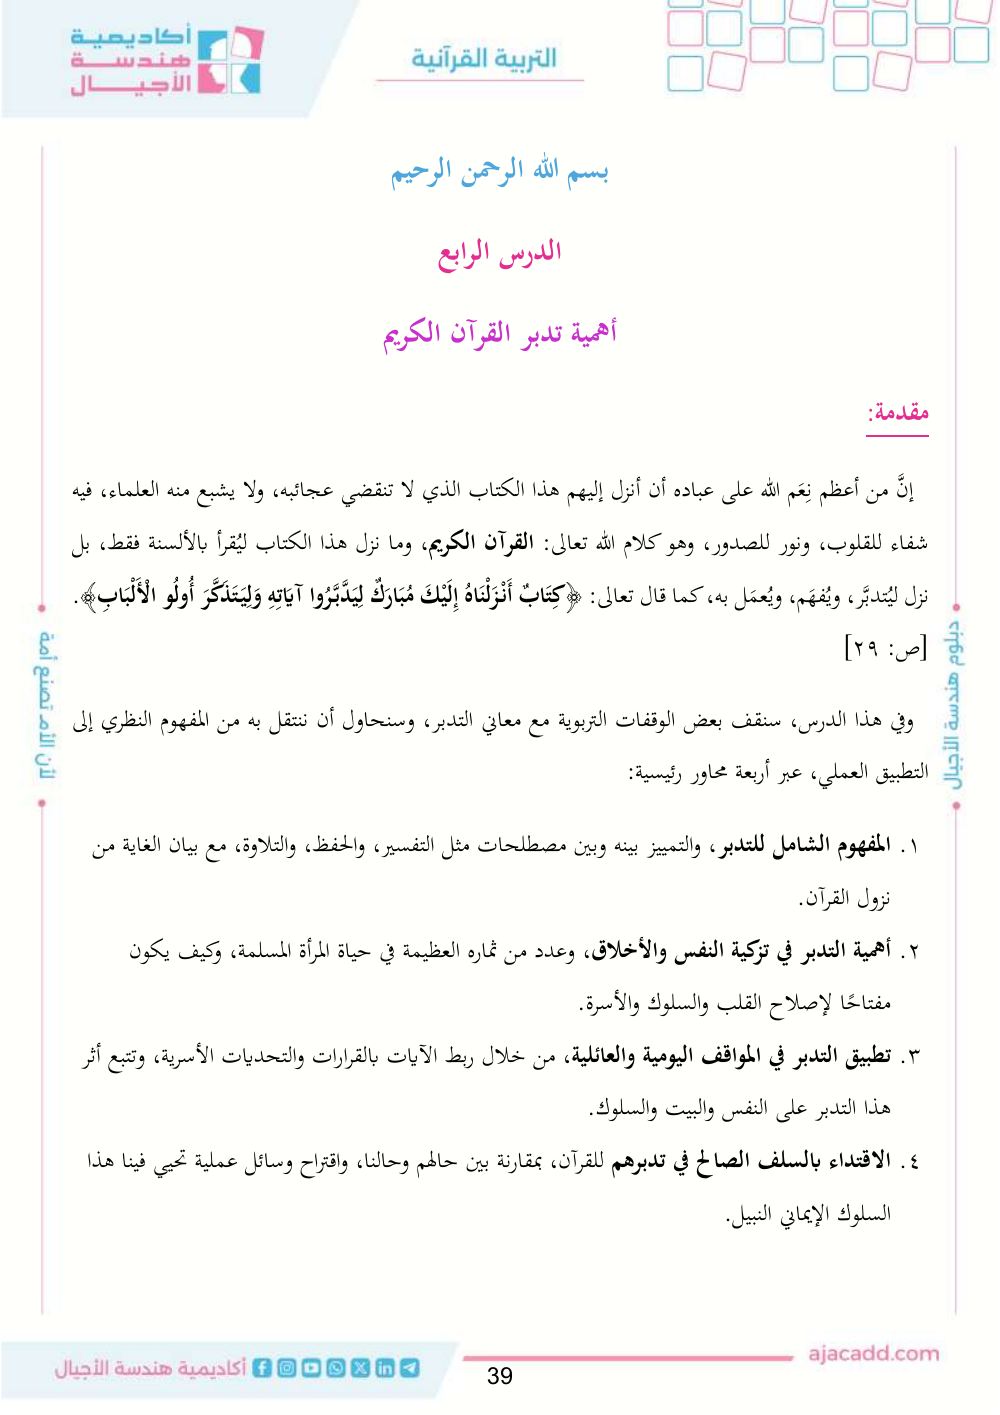 أكاديمية
هندسة
الأجيال
التربية القرآنية
بسم الله الرحمن الرحيم
الدرس الرابع
أهمية تدبر القرآن الكريم
مقدمة:
إنَّ من أعظم نِعَم الله على عباده أن أنزل إليهم هذا الكتاب الذي لا تنقضي عجائبه، ولا يشبع منه العلماء، فيه
شفاء للقلوب، ونور للصدور، وهو كلام الله تعالى: القرآن الكريم، وما نزل هذا الكتاب ليُقرأ بالألسنة فقط، بل
نزل ليُتدبَّر، ويُفهَم، ويُعمَل به، كما قال تعالى: ﴿كِتَابٌ أَنْزَلْنَاهُ إِلَيْكَ مُبَارَكٌ لِيَدَّبَّرُوا آيَاتِهِ وَلِيَتَذَكَّرَ أُولُو الْأَلْبَابِ﴾.
[ص: ٢٩]
وفي هذا الدرس، سنقف بعض الوقفات التربوية مع معاني التدبر، وسنحاول أن ننتقل به من المفهوم النظري إلى
التطبيق العملي، عبر أربعة محاور رئيسية:
١. المفهوم الشامل للتدبر، والتمييز بينه وبين مصطلحات مثل التفسير، والحفظ، والتلاوة، مع بيان الغاية من
نزول القرآن.
٢. أهمية التدبر في تزكية النفس والأخلاق، وعدد من ثماره العظيمة في حياة المرأة المسلمة، وكيف يكون
مفتاحًا لإصلاح القلب والسلوك والأسرة.
٣. تطبيق التدبر في المواقف اليومية والعائلية، من خلال ربط الآيات بالقرارات والتحديات الأسرية، وتتبع أثر
هذا التدبر على النفس والبيت والسلوك.
٤. الاقتداء بالسلف الصالح في تدبرهم للقرآن، بمقارنة بين حالهم وحالنا، واقتراح وسائل عملية تحيي فينا هذا
السلوك الإيماني النبيل.
دبلوم هندسة الأجيال
لأن الأم تصنع أمة
ajacadd.com
39
أكاديمية هندسة الأجيال